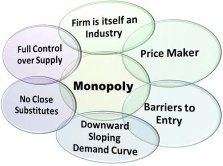 Firm is itself an
Industry
Full Control
over Supply
Price Maker
Monopoly
No Close
Substitutes
Barriers to
Entry
Downward
Sloping
Demand Curve